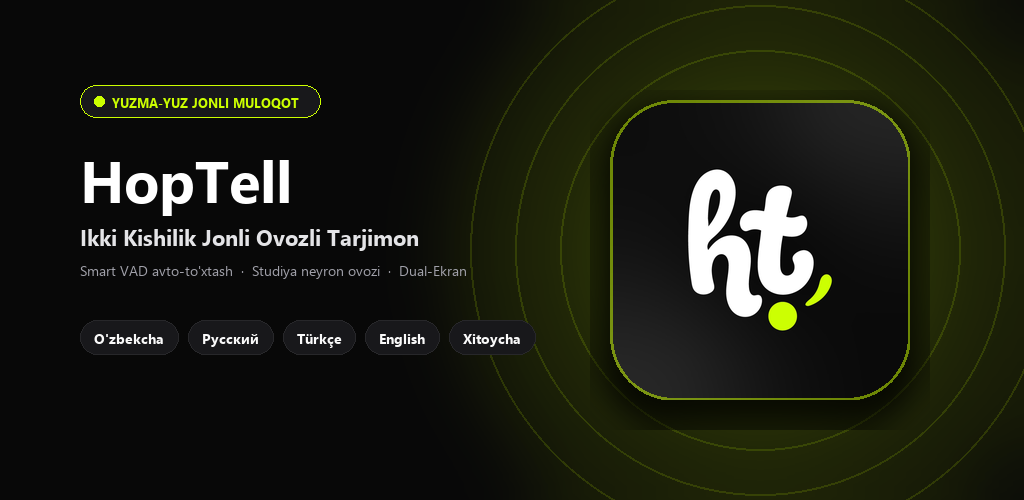 YUZMA-YUZ JONLI MULOQOT
HopTell
Ikki Kishilik Jonli Ovozli Tarjimon
Smart VAD avto-to'xtash · Studiya neyron ovozi · Dual-Ekran
O'zbekcha Русский Türkçe English Xitoycha
ht